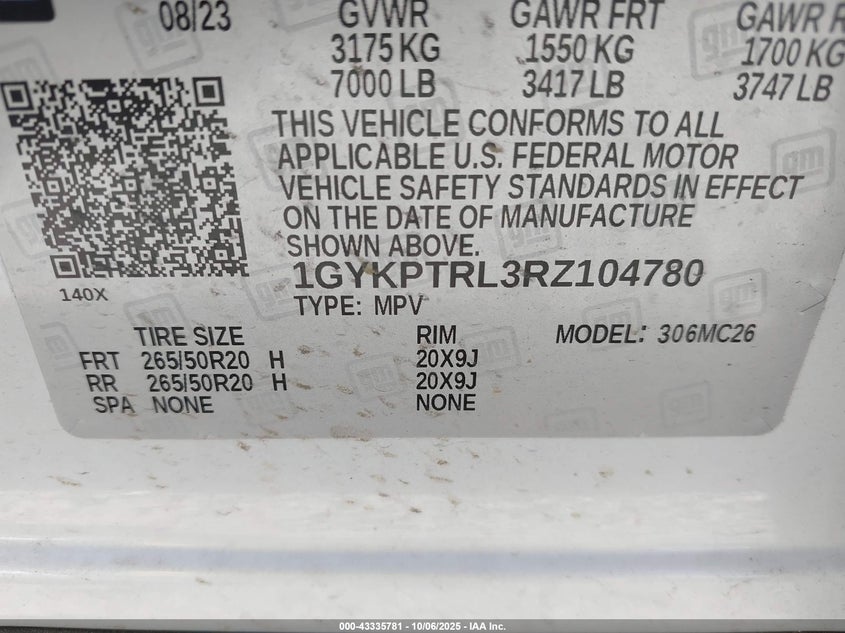 08/23 GVWR GAWR FRT GAWR R
3175 KG 1550 KG 1700 KG
7000 LB 3417 LB 3747 LB
THIS VEHICLE CONFORMS TO ALL
APPLICABLE U.S. FEDERAL MOTOR
VEHICLE SAFETY STANDARDS IN EFFECT
ON THE DATE OF MANUFACTURE
SHOWN ABOVE.
1GYKPTRL3RZ104780
140X
TYPE: MPV
TIRE SIZE RIM MODEL: 306MC26
FRT 265/50R20 H 20X9J
RR 265/50R20 H 20X9J
SPA NONE NONE
000-43335781 - 10/06/2025 - IAA Inc.